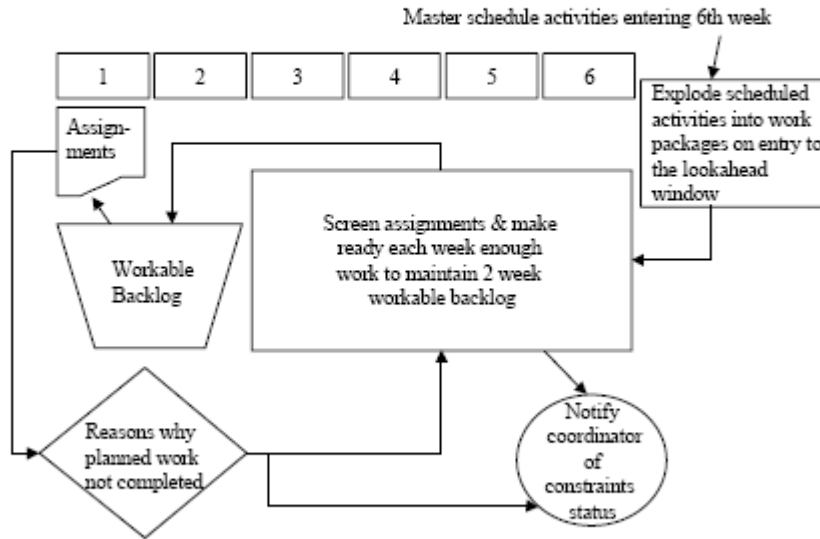 Master schedule activities entering 6th week
1 2 3 4 5 6
Explode scheduled
activities into work
packages on entry to
the lookahead
window
Assign-
ments
Screen assignments & make
ready each week enough
work to maintain 2 week
workable backlog
Workable
Backlog
Reasons why
planned work
not completed
Notify
coordinator
of
constraints
status